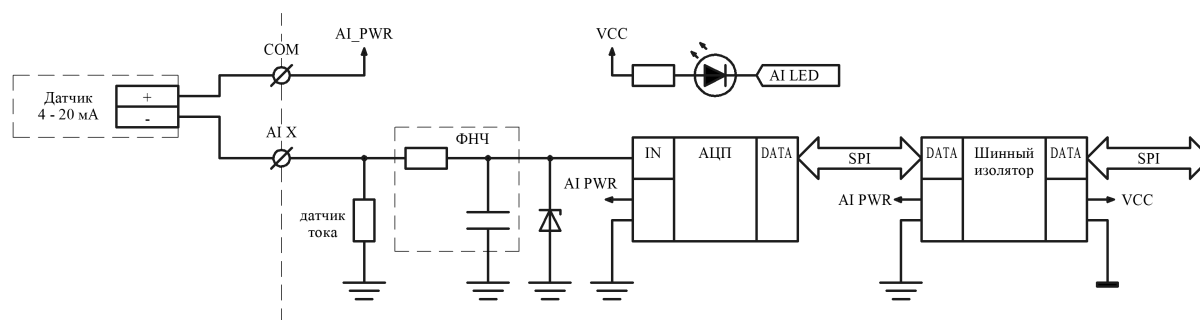 AI_PWR
VCC
COM
AI LED
Датчик
4 - 20 мА
+
-
AI X
ФНЧ
IN
АЦП
DATA
SPI
DATA
Шинный
изолятор
DATA
SPI
AI PWR
AI PWR
VCC
датчик
тока